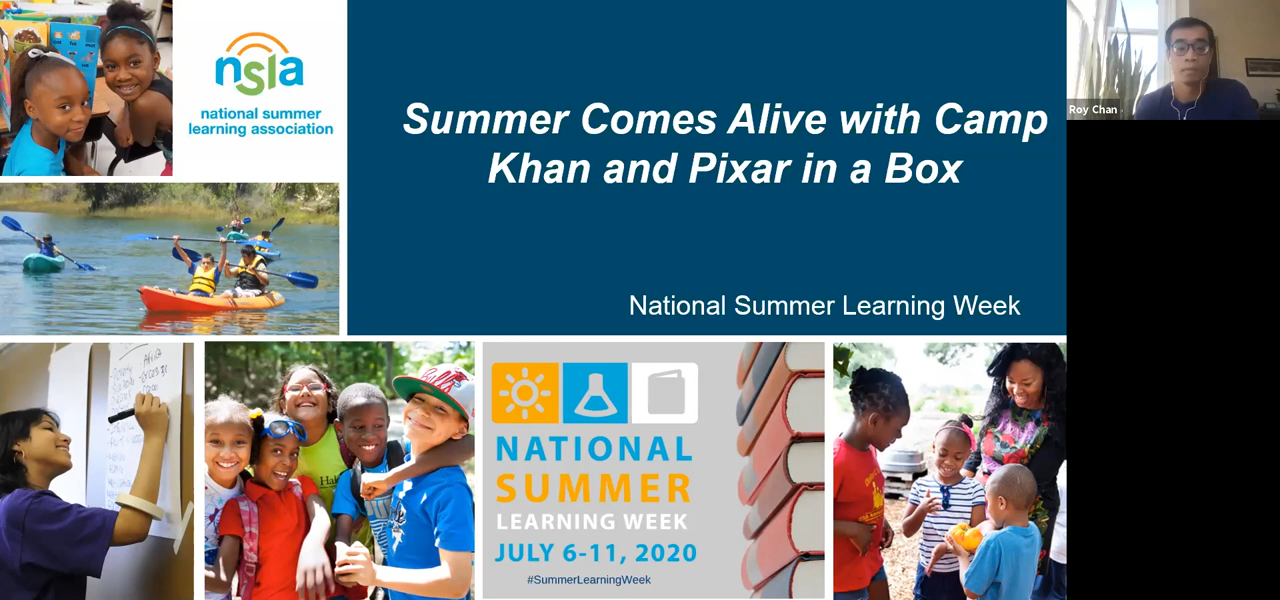 nsla
national summer
learning association
Summer Comes Alive with Camp
Khan and Pixar in a Box
National Summer Learning Week
Roy Chan
NATIONAL
SUMMER
LEARNING WEEK
JULY 6-11, 2020
#SummerLearningWeek